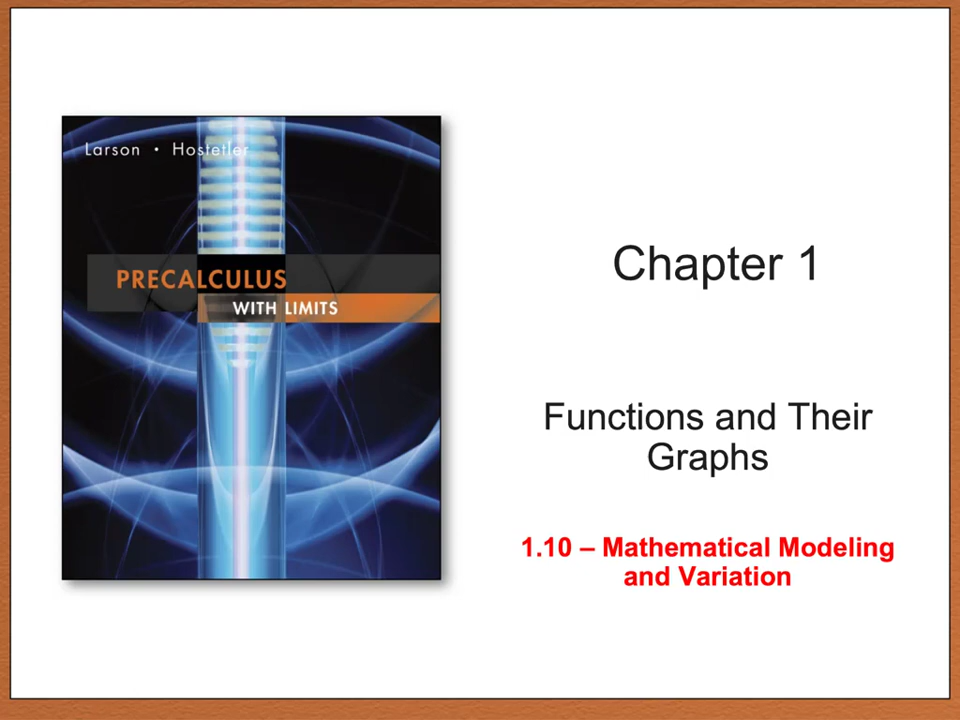 Larson • Hostetler
PRECALCULUS
WITH LIMITS
Chapter 1
Functions and Their
Graphs
1.10 – Mathematical Modeling
and Variation